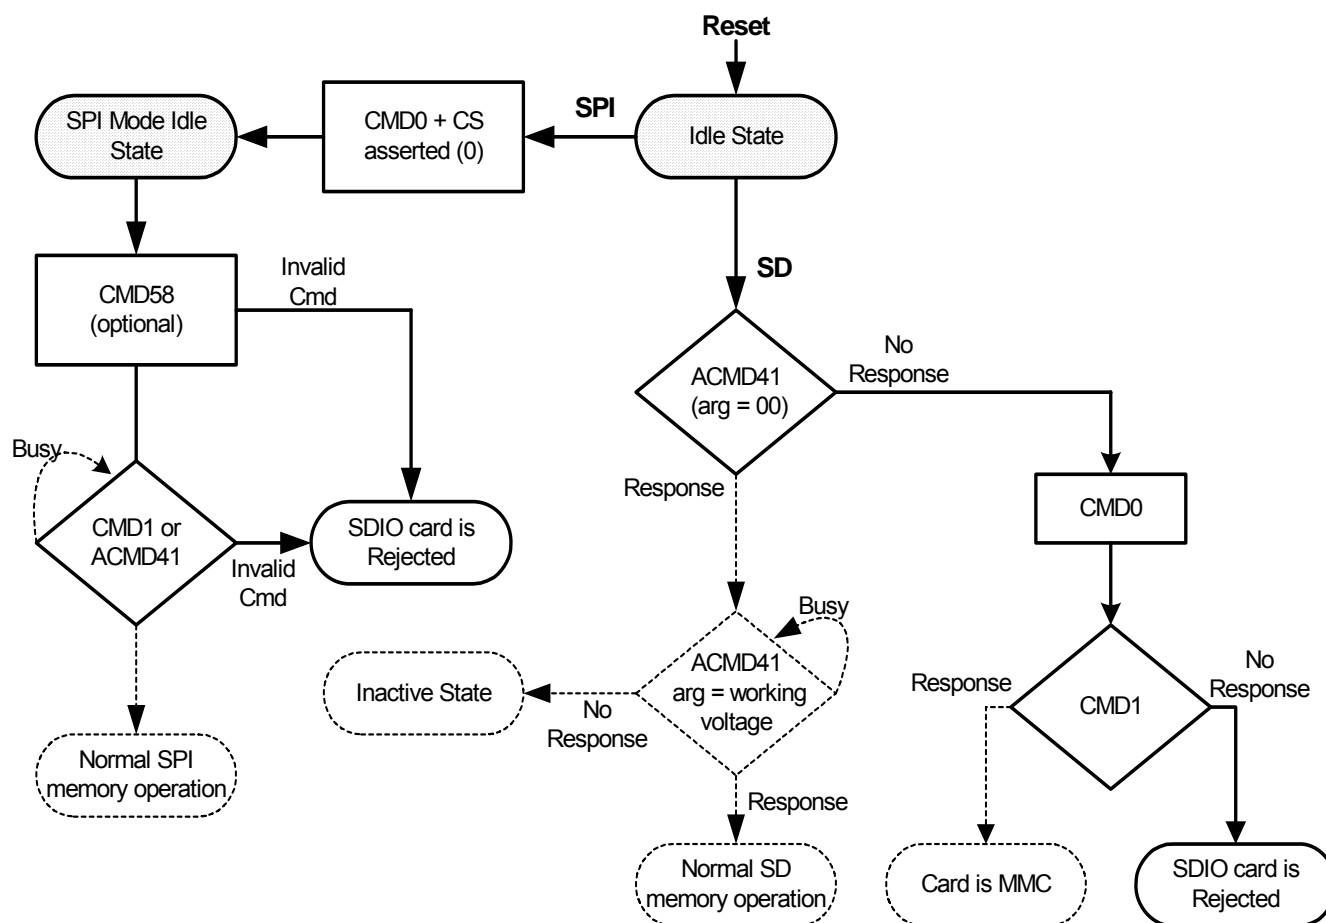 Reset
SPI Mode Idle
State
CMD0 + CS
asserted (0)
SPI
Idle State
CMD58
(optional)
Invalid
Cmd
SD
ACMD41
(arg = 00)
No
Response
Response
Busy
CMD1 or
ACMD41
Invalid
Cmd
SDIO card is
Rejected
CMD0
Busy
ACMD41
arg = working
voltage
Inactive State
No
Response
Response
CMD1
No
Response
Normal SPI
memory operation
Response
Normal SD
memory operation
Card is MMC
SDIO card is
Rejected